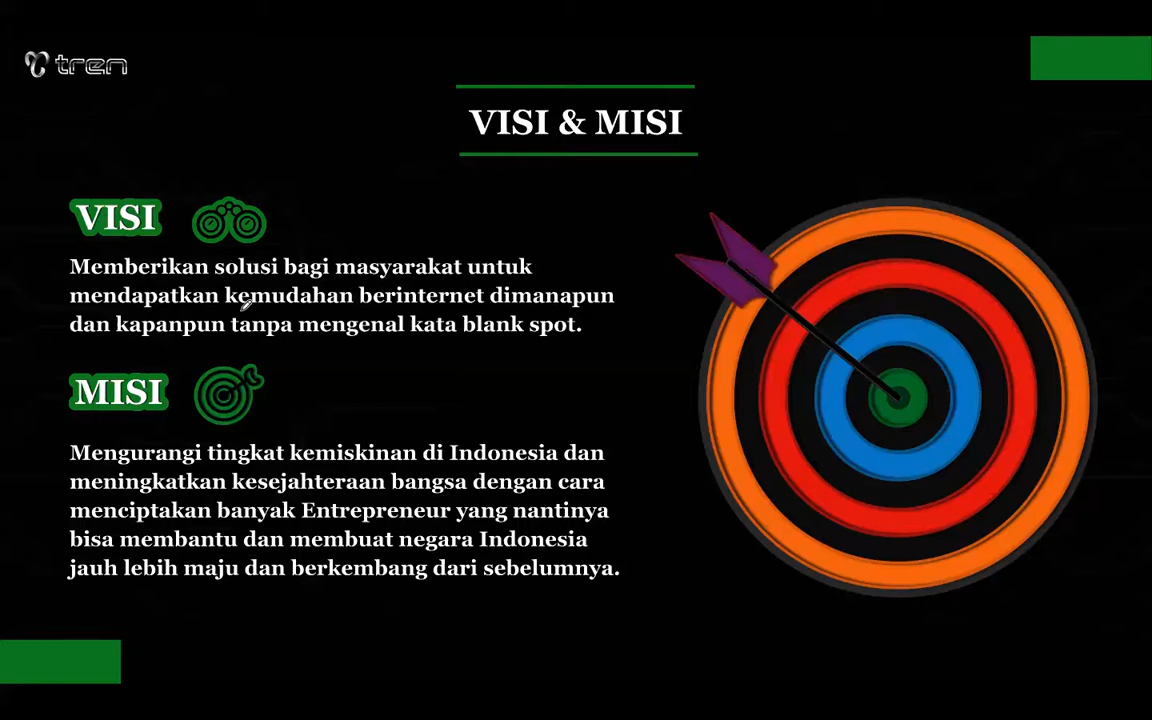 tren
VISI & MISI
VISI
Memberikan solusi bagi masyarakat untuk
mendapatkan kemudahan berinternet dimanapun
dan kapanpun tanpa mengenal kata blank spot.
MISI
Mengurangi tingkat kemiskinan di Indonesia dan
meningkatkan kesejahteraan bangsa dengan cara
menciptakan banyak Entrepreneur yang nantinya
bisa membantu dan membuat negara Indonesia
jauh lebih maju dan berkembang dari sebelumnya.